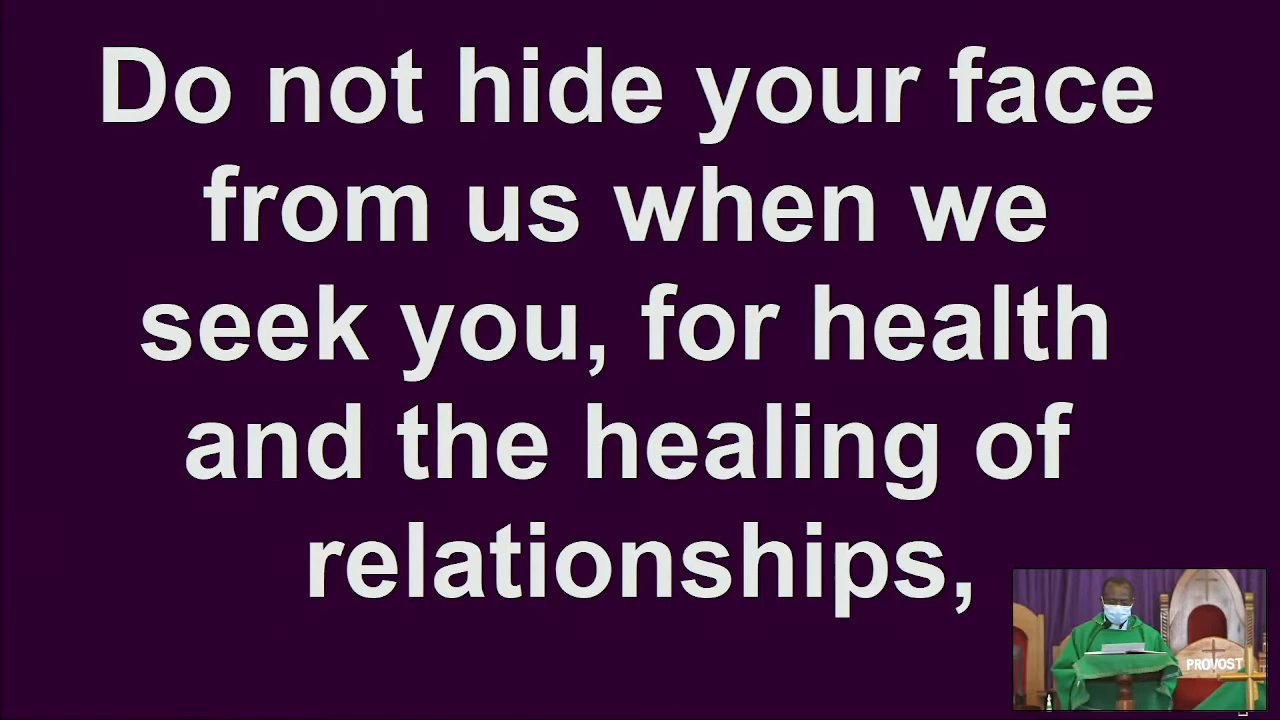 Do not hide your face
from us when we
seek you, for health
and the healing of
relationships,
PROVOST